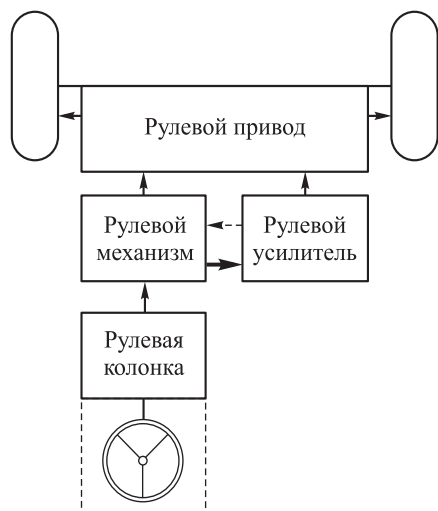 Рулевой привод
Рулевой
механизм
Рулевой
усилитель
Рулевая
колонка